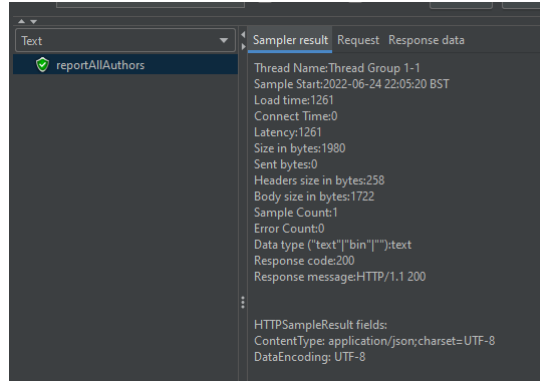 Text
reportAllAuthors
Sampler result Request Response data
Thread Name:Thread Group 1-1
Sample Start:2022-06-24 22:05:20 BST
Load time:1261
Connect Time:0
Latency:1261
Size in bytes:1980
Sent bytes:0
Headers size in bytes:258
Body size in bytes:1722
Sample Count:1
Error Count:0
Data type ("text"|"bin"|""):text
Response code:200
Response message:HTTP/1.1 200
HTTPSampleResult fields:
ContentType: application/json;charset=UTF-8
DataEncoding: UTF-8